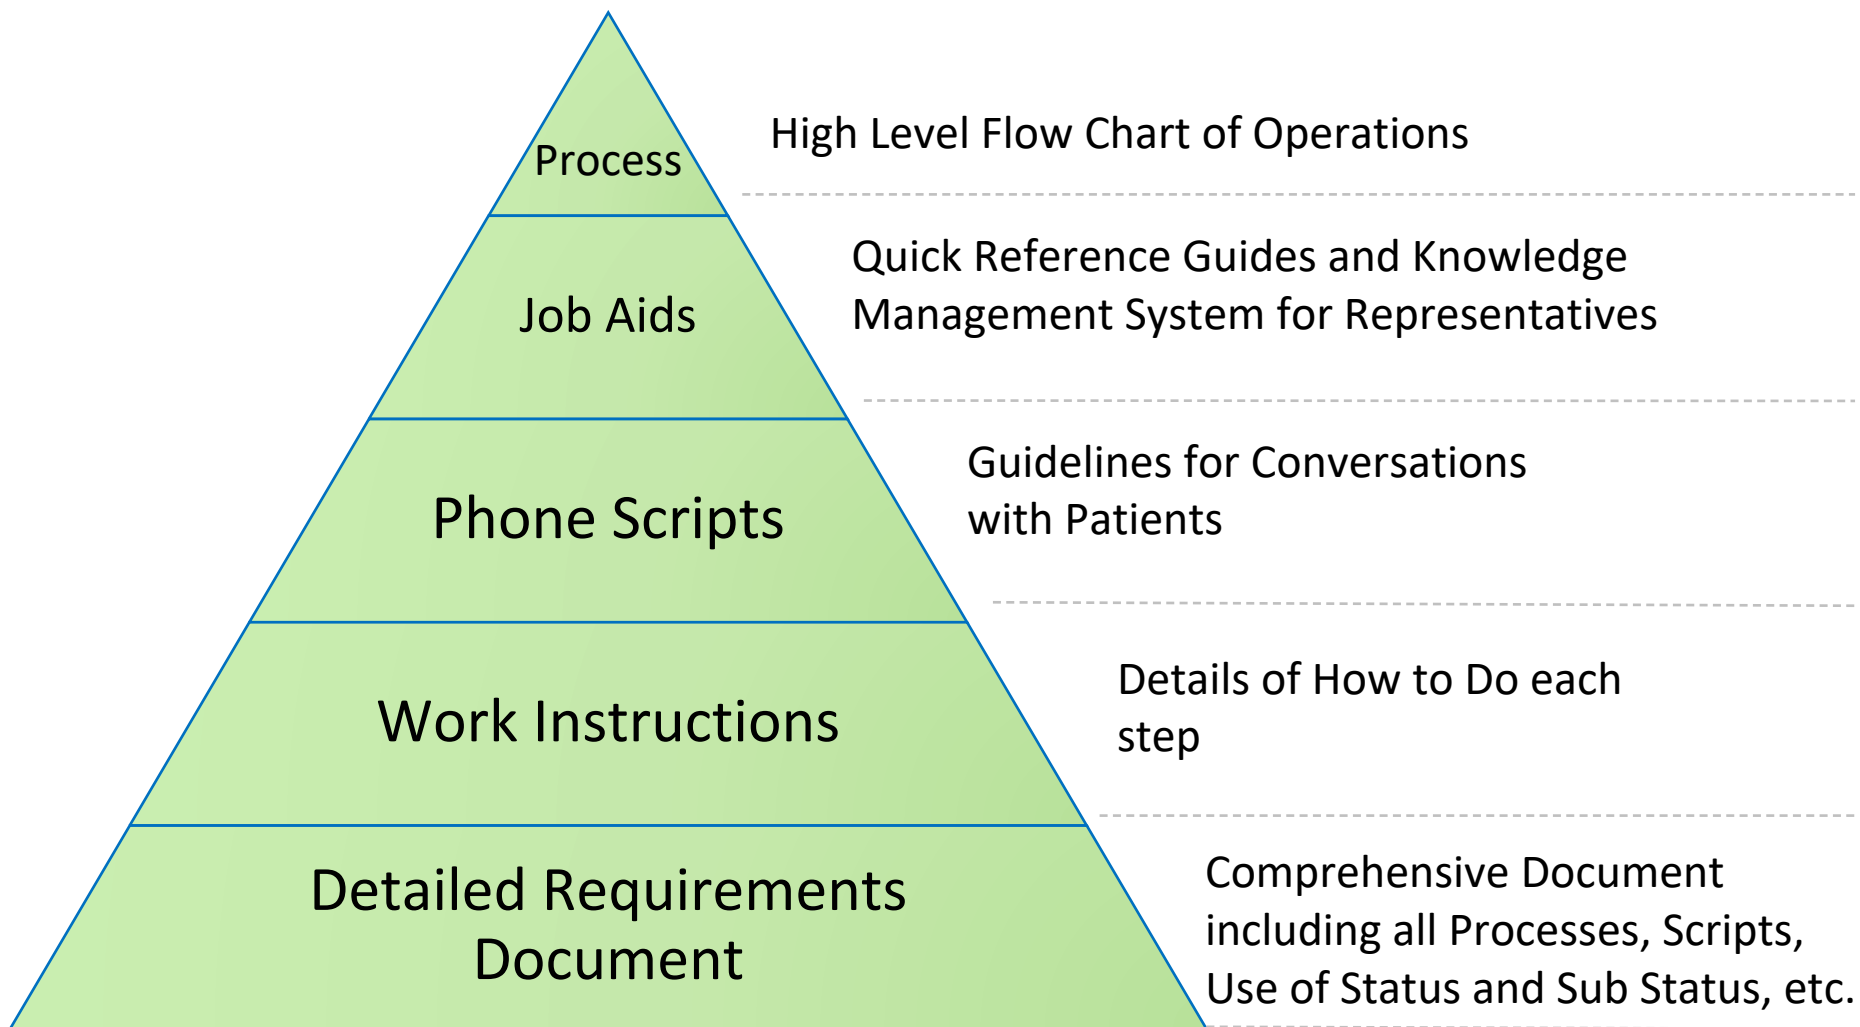 Process
High Level Flow Chart of Operations
Job Aids
Quick Reference Guides and Knowledge
Management System for Representatives
Phone Scripts
Guidelines for Conversations
with Patients
Work Instructions
Details of How to Do each
step
Detailed Requirements
Document
Comprehensive Document
including all Processes, Scripts,
Use of Status and Sub Status, etc.